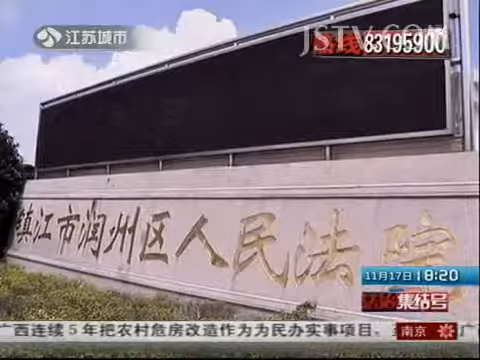 江苏城市
JSTV.com
热线 83195900
镇江市润州区人民法院
11月17日 18:20
法治集结号
广西连续5年把农村危房改造作为为民办实事项目。
南京